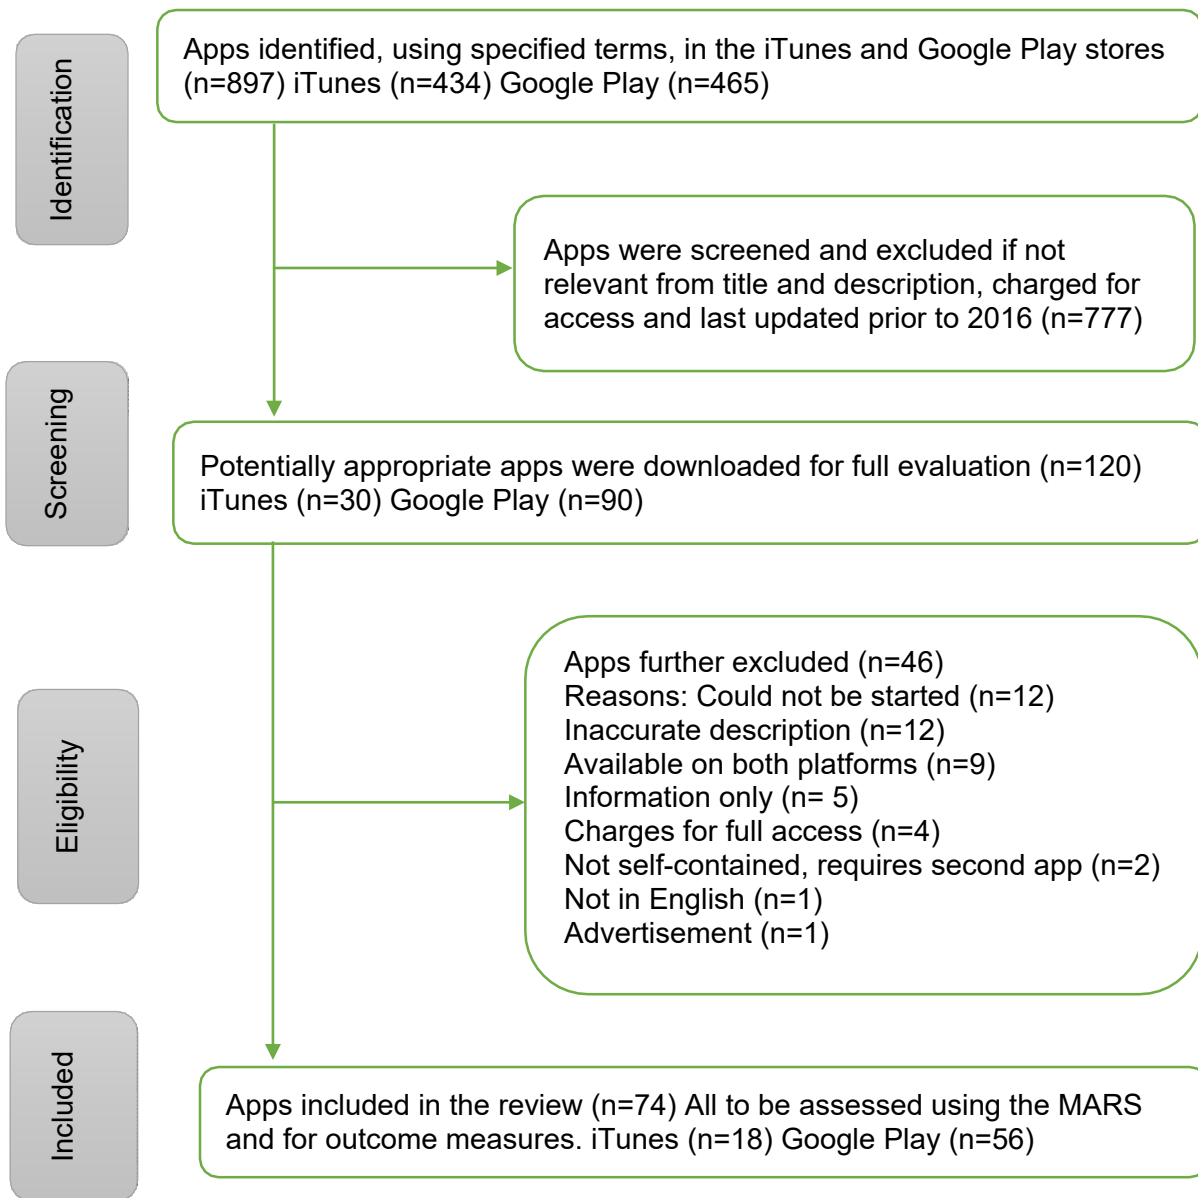 Identification
Apps identified, using specified terms, in the iTunes and Google Play stores
(n=897) iTunes (n=434) Google Play (n=465)
Apps were screened and excluded if not
relevant from title and description, charged for
access and last updated prior to 2016 (n=777)
Screening
Potentially appropriate apps were downloaded for full evaluation (n=120)
iTunes (n=30) Google Play (n=90)
Eligibility
Apps further excluded (n=46)
Reasons: Could not be started (n=12)
Inaccurate description (n=12)
Available on both platforms (n=9)
Information only (n= 5)
Charges for full access (n=4)
Not self-contained, requires second app (n=2)
Not in English (n=1)
Advertisement (n=1)
Included
Apps included in the review (n=74) All to be assessed using the MARS
and for outcome measures. iTunes (n=18) Google Play (n=56)